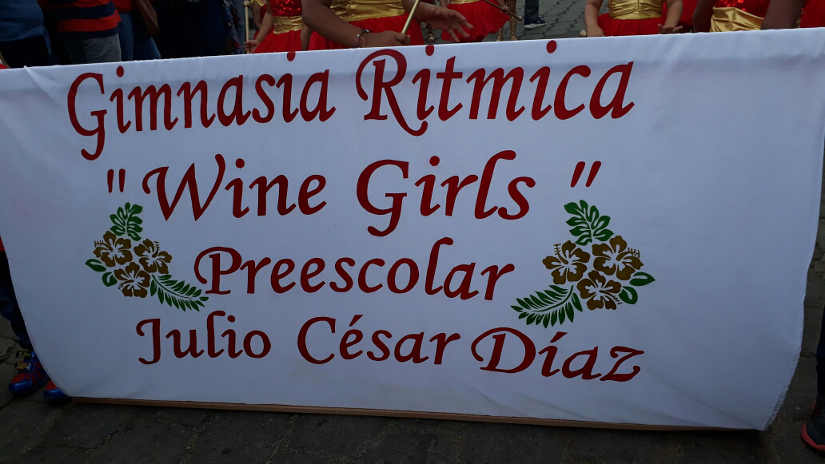 Gimnasia Ritmica
" Wine Girls "
Preescolar
Julio César Díaz